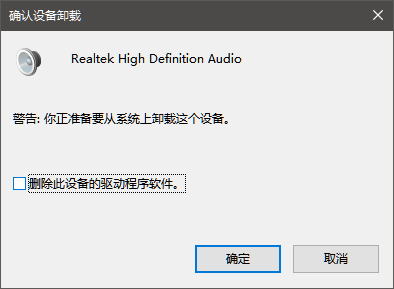 确认设备卸载
Realtek High Definition Audio
警告: 你正准备要从系统上卸载这个设备。
删除此设备的驱动程序软件。
确定
取消